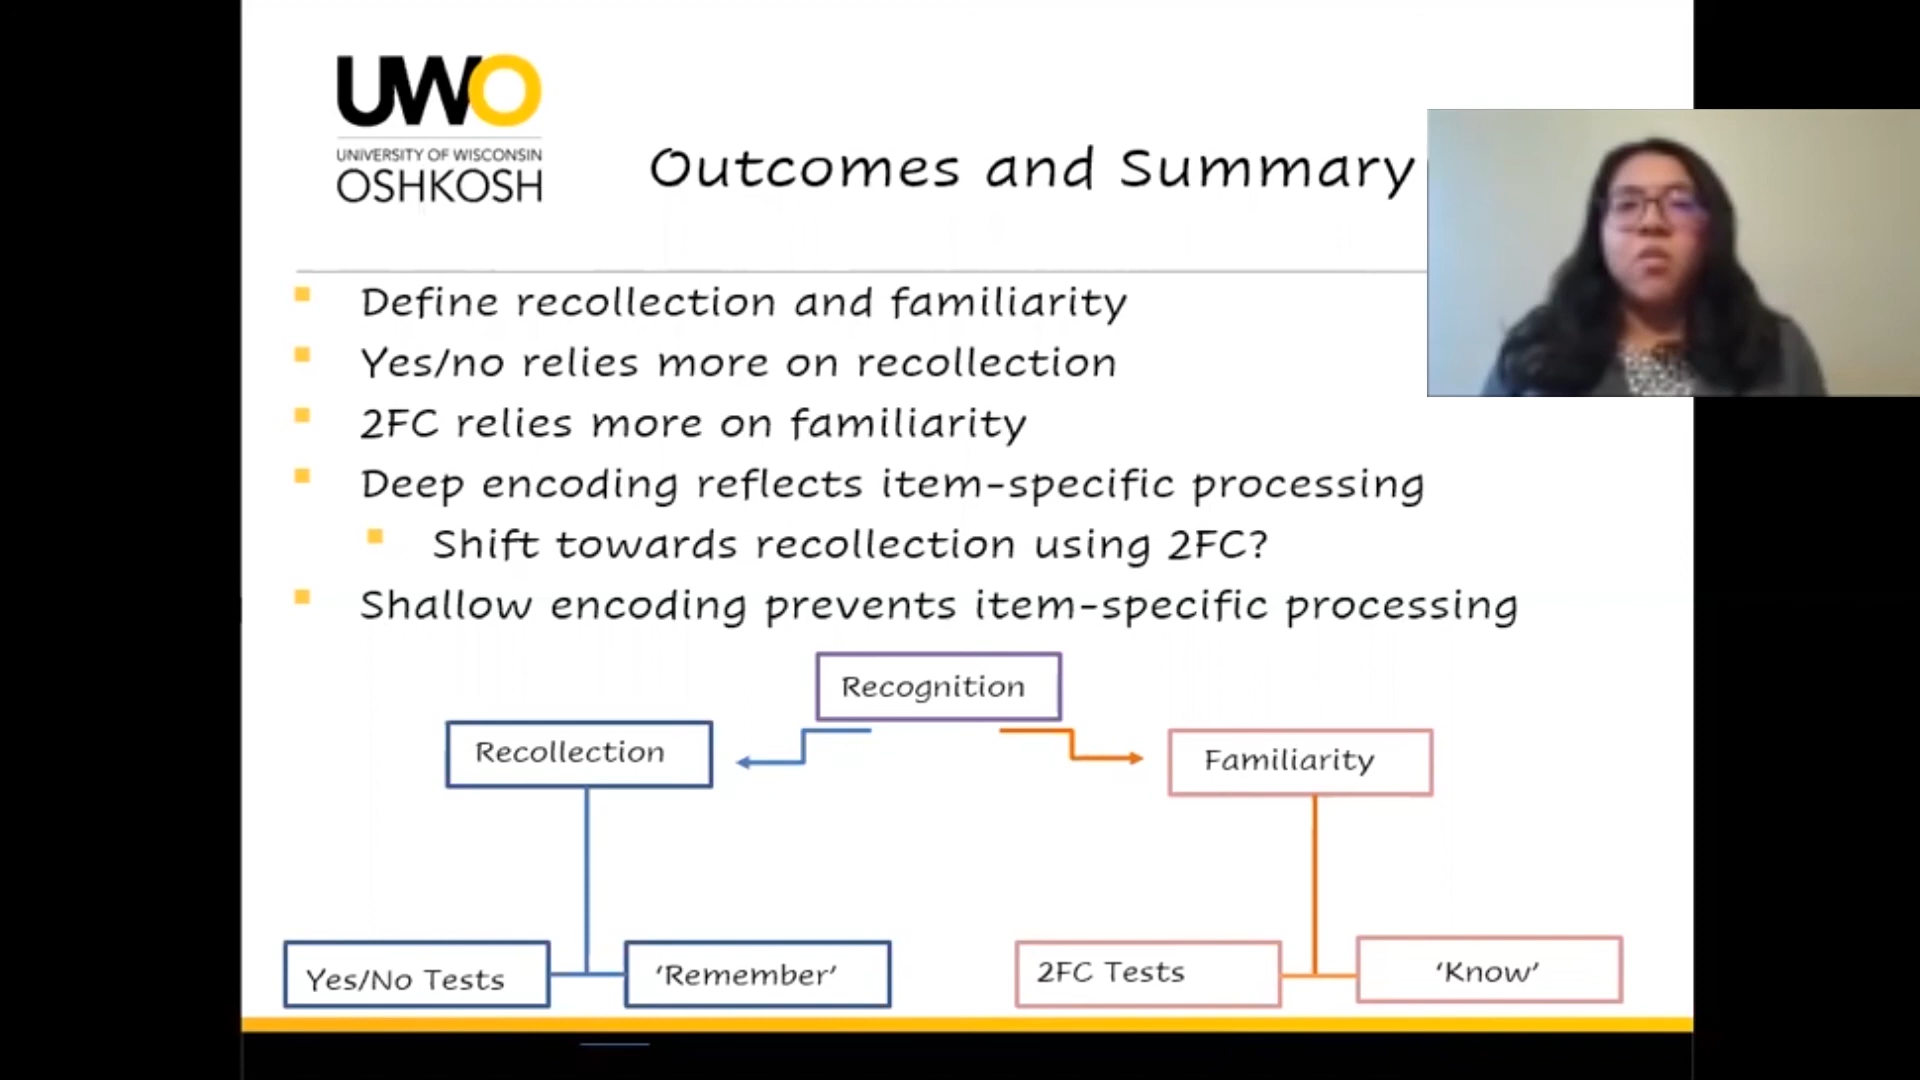 UWO
UNIVERSITY OF WISCONSIN
OSHKOSH
Outcomes and Summary
Define recollection and familiarity
Yes/no relies more on recollection
2FC relies more on familiarity
Deep encoding reflects item-specific processing
Shift towards recollection using 2FC?
Shallow encoding prevents item-specific processing
Recognition
Recollection
Familiarity
Yes/No Tests
‘Remember’
2FC Tests
‘Know’